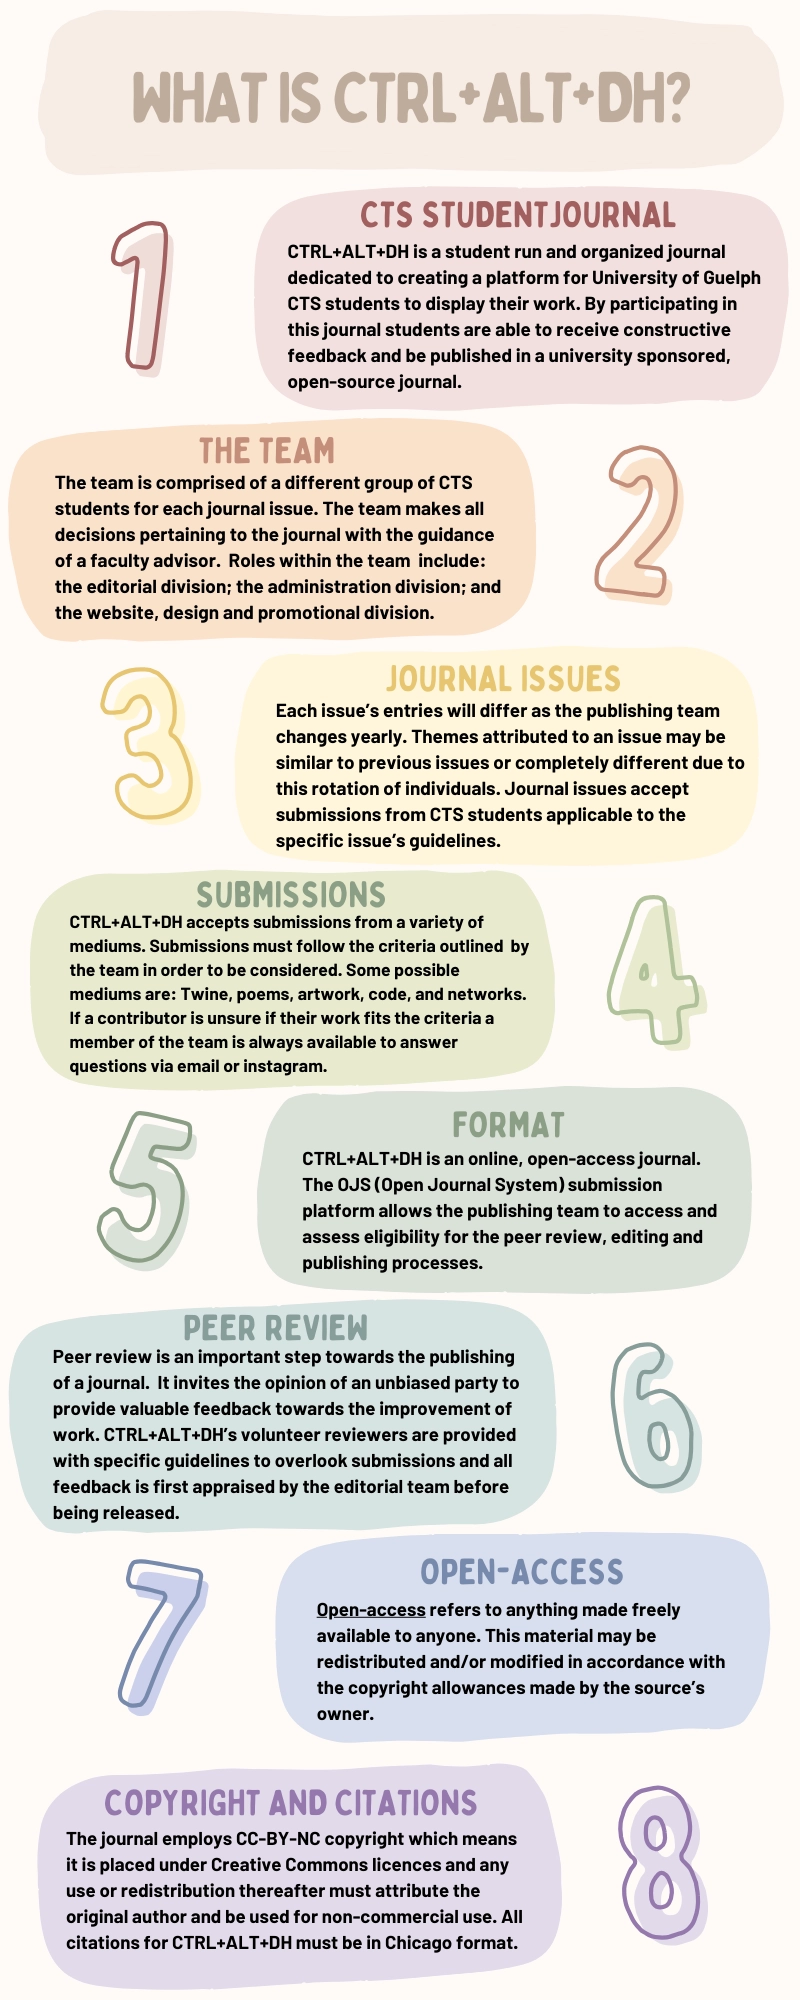 WHAT IS CTRL+ALT+DH?
1
CTS STUDENTJOURNAL
CTRL+ALT+DH is a student run and organized journal
dedicated to creating a platform for University of Guelph
CTS students to display their work. By participating in
this journal students are able to receive constructive
feedback and be published in a university sponsored,
open-source journal.
THE TEAM
The team is comprised of a different group of CTS
students for each journal issue. The team makes all
decisions pertaining to the journal with the guidance
of a faculty advisor.  Roles within the team  include:
the editorial division; the administration division; and
the website, design and promotional division.
2
3
JOURNAL ISSUES
Each issue's entries will differ as the publishing team
changes yearly. Themes attributed to an issue may be
similar to previous issues or completely different due to
this rotation of individuals. Journal issues accept
submissions from CTS students applicable to the
specific issue's guidelines.
SUBMISSIONS
CTRL+ALT+DH accepts submissions from a variety of
mediums. Submissions must follow the criteria outlined  by
the team in order to be considered. Some possible
mediums are: Twine, poems, artwork, code, and networks.
If a contributor is unsure if their work fits the criteria a
member of the team is always available to answer
questions via email or instagram.
4
5
FORMAT
CTRL+ALT+DH is an online, open-access journal.
The OJS (Open Journal System) submission
platform allows the publishing team to access and
assess eligibility for the peer review, editing and
publishing processes.
PEER REVIEW
Peer review is an important step towards the publishing
of a journal.  It invites the opinion of an unbiased party to
provide valuable feedback towards the improvement of
work. CTRL+ALT+DH's volunteer reviewers are provided
with specific guidelines to overlook submissions and all
feedback is first appraised by the editorial team before
being released.
6
7
OPEN-ACCESS
Open-access refers to anything made freely
available to anyone. This material may be
redistributed and/or modified in accordance with
the copyright allowances made by the source's
owner.
COPYRIGHT AND CITATIONS
The journal employs CC-BY-NC copyright which means
it is placed under Creative Commons licences and any
use or redistribution thereafter must attribute the
original author and be used for non-commercial use. All
citations for CTRL+ALT+DH must be in Chicago format.
8